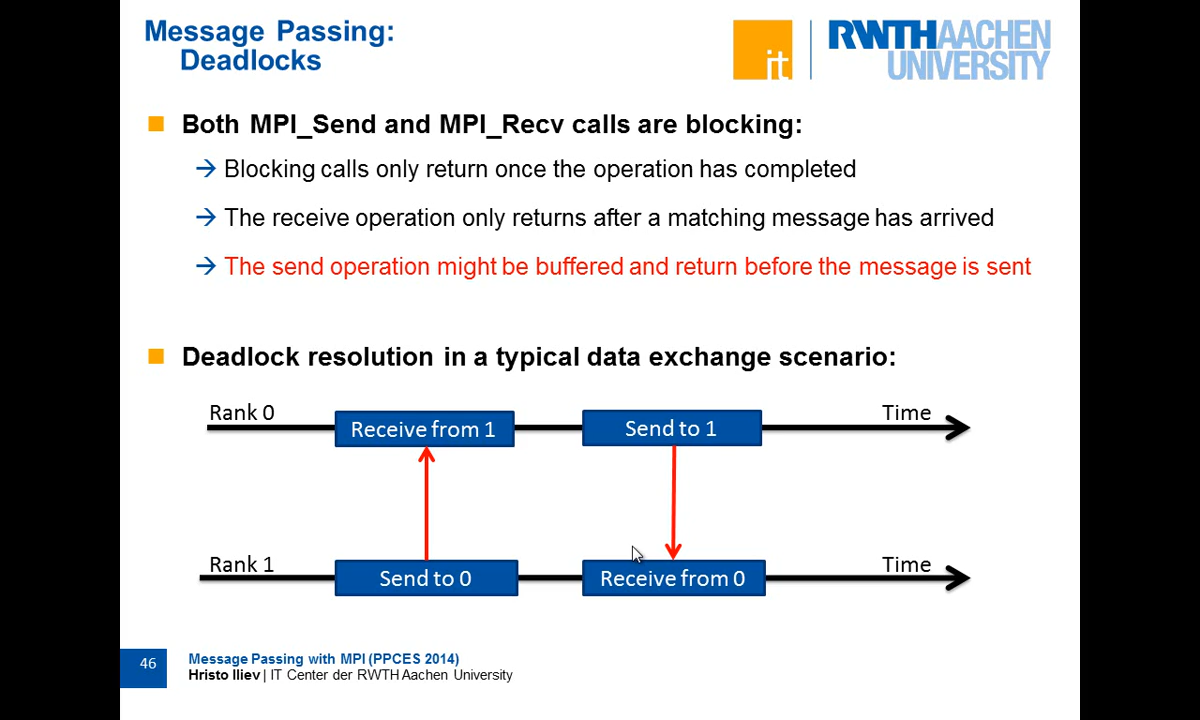 Message Passing:
Deadlocks
it
RWTHAACHEN
UNIVERSITY
Both MPI_Send and MPI_Recv calls are blocking:
→ Blocking calls only return once the operation has completed
→ The receive operation only returns after a matching message has arrived
→ The send operation might be buffered and return before the message is sent
Deadlock resolution in a typical data exchange scenario:
Rank 0
Time
Receive from 1
Send to 1
Rank 1
Time
Send to 0
Receive from 0
46
Message Passing with MPI (PPCES 2014)
Hristo Iliev | IT Center der RWTH Aachen University